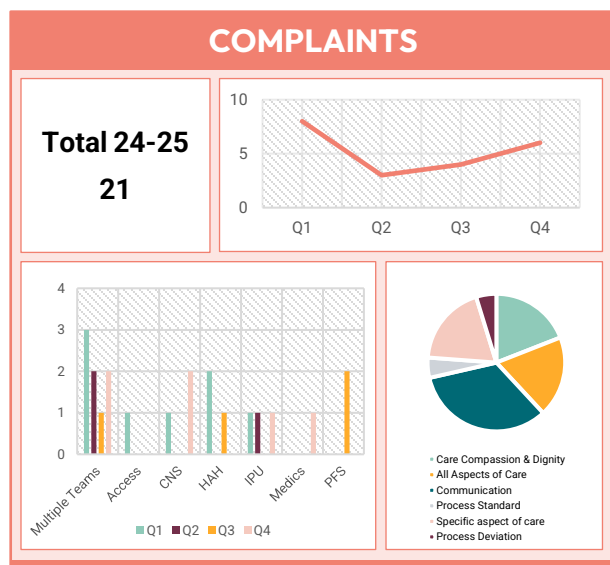 COMPLAINTS
Total 24-25
21
10
5
0
Q1 Q2 Q3 Q4
4
3
2
1
0
Multiple Teams Access CNS HAH IPU Medics PFS
Q1 Q2 Q3 Q4
Care Compassion & Dignity
All Aspects of Care
Communication
Process Standard
Specific aspect of care
Process Deviation